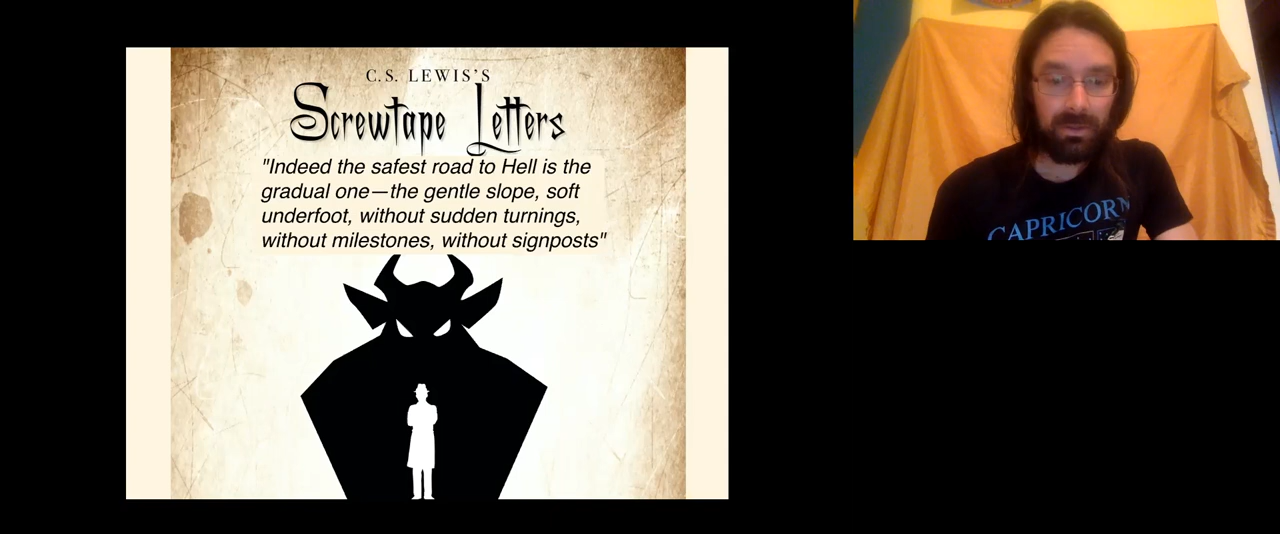 C.S. LEWIS'S
Screwtape Letters
"Indeed the safest road to Hell is the
gradual one—the gentle slope, soft
underfoot, without sudden turnings,
without milestones, without signposts"
CAPRICORN